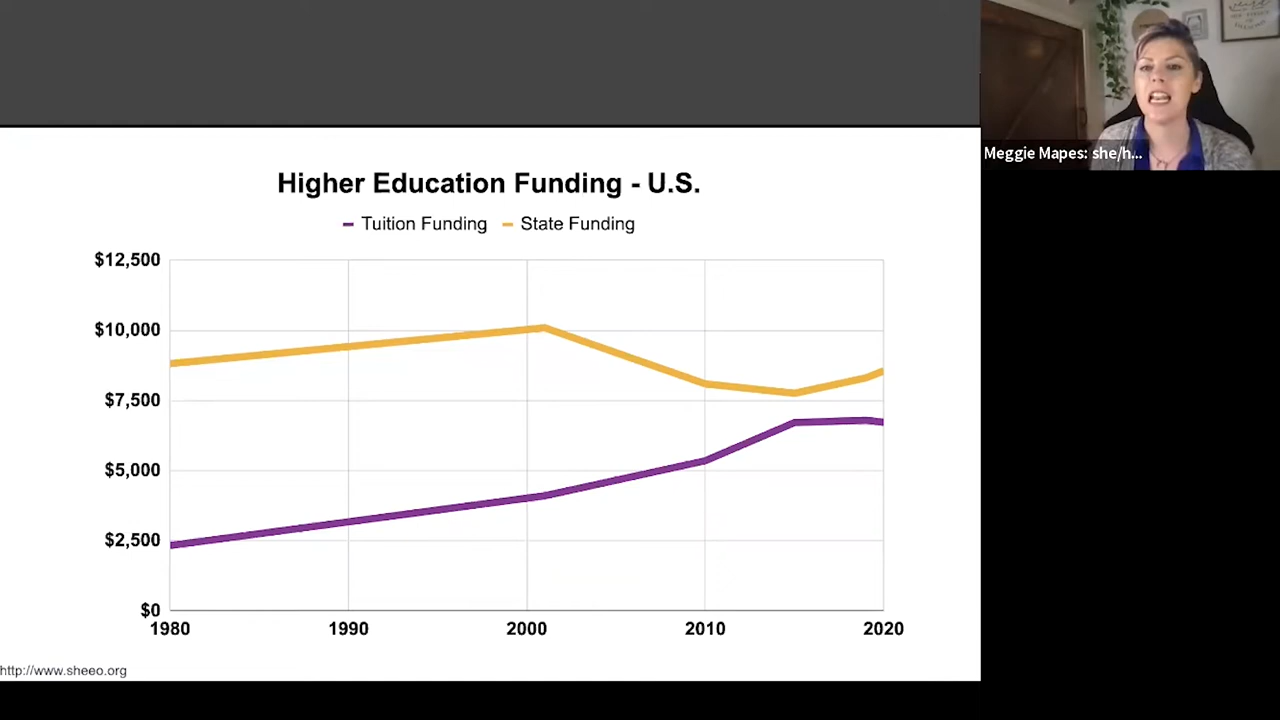 Meggie Mapes: she/h...
Higher Education Funding - U.S.
Tuition Funding State Funding
$12,500
$10,000
$7,500
$5,000
$2,500
$0
1980 1990 2000 2010 2020
http://www.sheeo.org